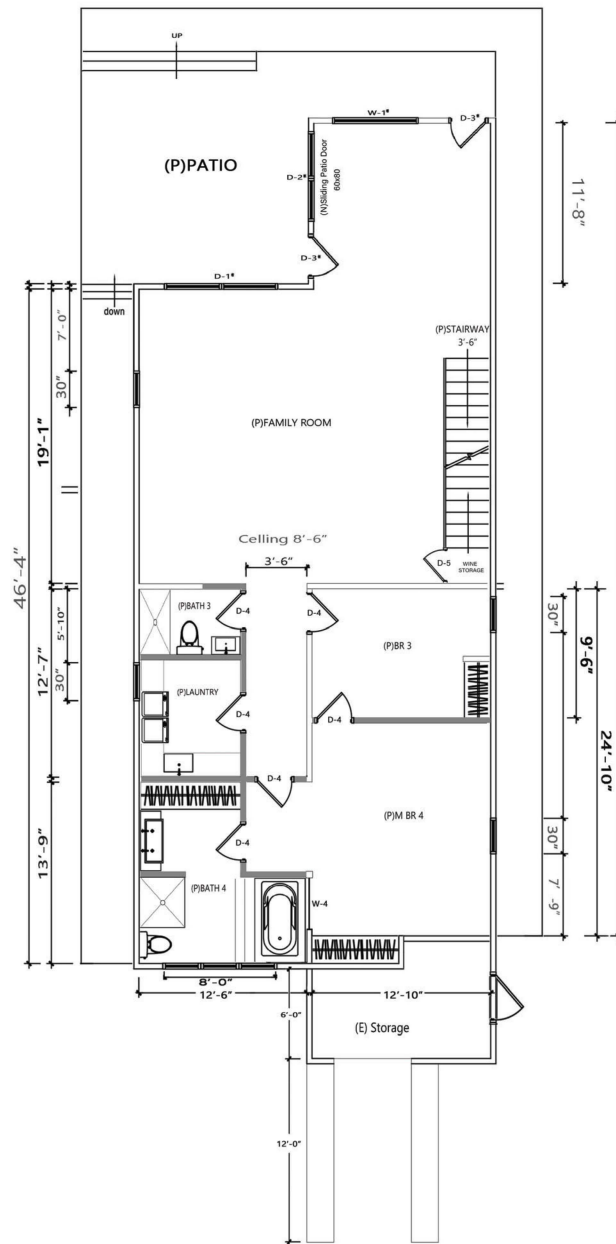 UP
W-1*
D-3*
(P)PATIO
D-2*
(N)Sliding Patio Door
60x80
11'-8"
D-3*
D-1*
down
7'-0"
(P)STAIRWAY
3'-6"
30"
19'-1"
(P)FAMILY ROOM
46'-4"
Celling 8'-6"
3'-6"
D-5
WINE
STORAGE
5'-10"
(P)BATH 3
D-4
D-4
30"
9'-6"
12'-7"
(P)BR 3
30"
(P)LAUNTRY
D-4
D-4
24'-10"
D-4
13'-9"
D-4
(P)M BR 4
30"
(P)BATH 4
W-4
7' -9"
8'-0"
12'-6"
12'-10"
6'-0"
(E) Storage
12'-0"